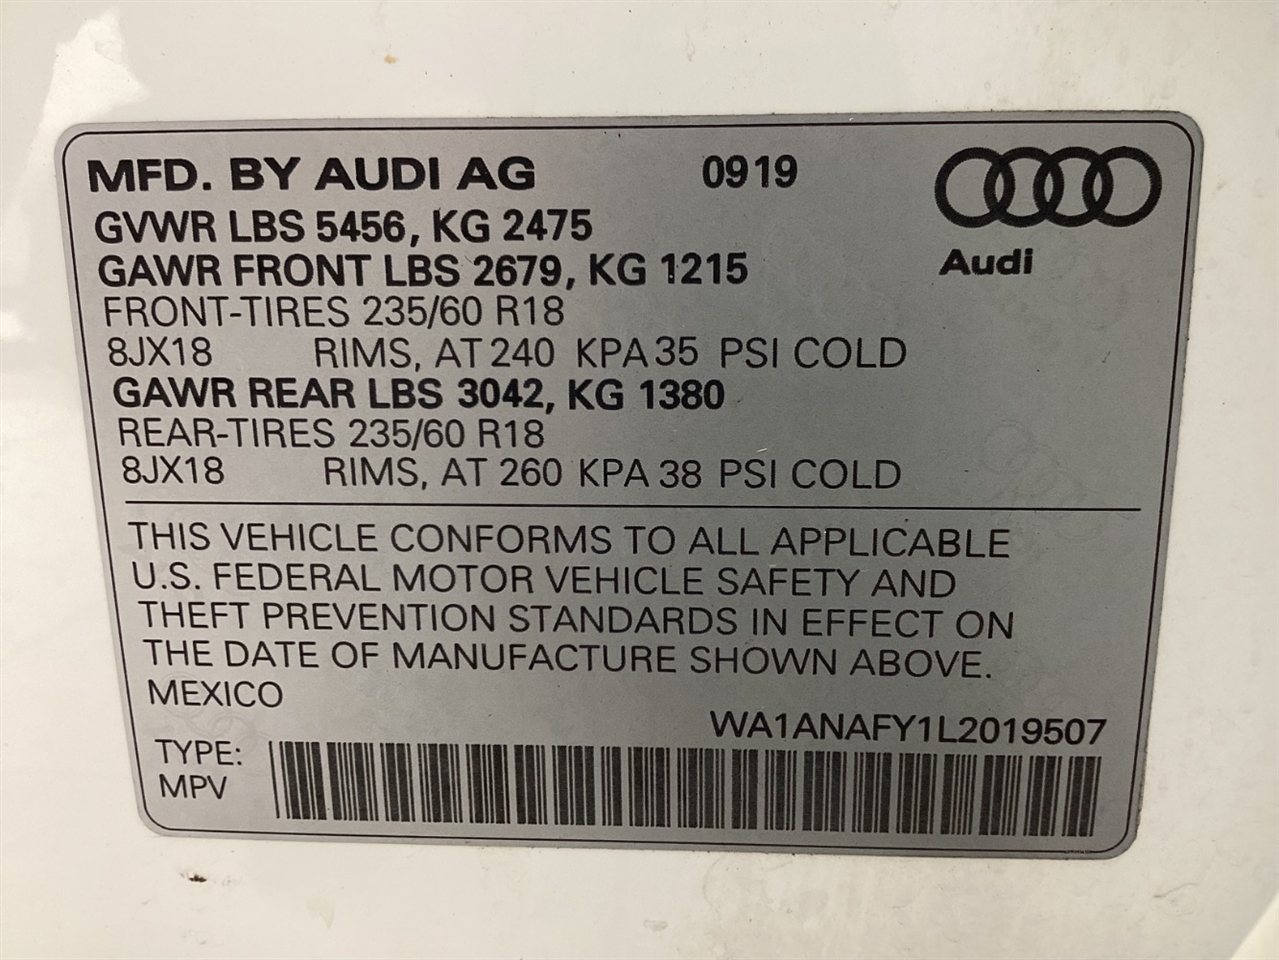 MFD. BY AUDI AG 0919
GVWR LBS 5456, KG 2475
GAWR FRONT LBS 2679, KG 1215
Audi
FRONT-TIRES 235/60 R18
8JX18 RIMS, AT 240 KPA 35 PSI COLD
GAWR REAR LBS 3042, KG 1380
REAR-TIRES 235/60 R18
8JX18 RIMS, AT 260 KPA 38 PSI COLD
THIS VEHICLE CONFORMS TO ALL APPLICABLE
U.S. FEDERAL MOTOR VEHICLE SAFETY AND
THEFT PREVENTION STANDARDS IN EFFECT ON
THE DATE OF MANUFACTURE SHOWN ABOVE.
MEXICO
WA1ANAFY1L2019507
TYPE:
MPV